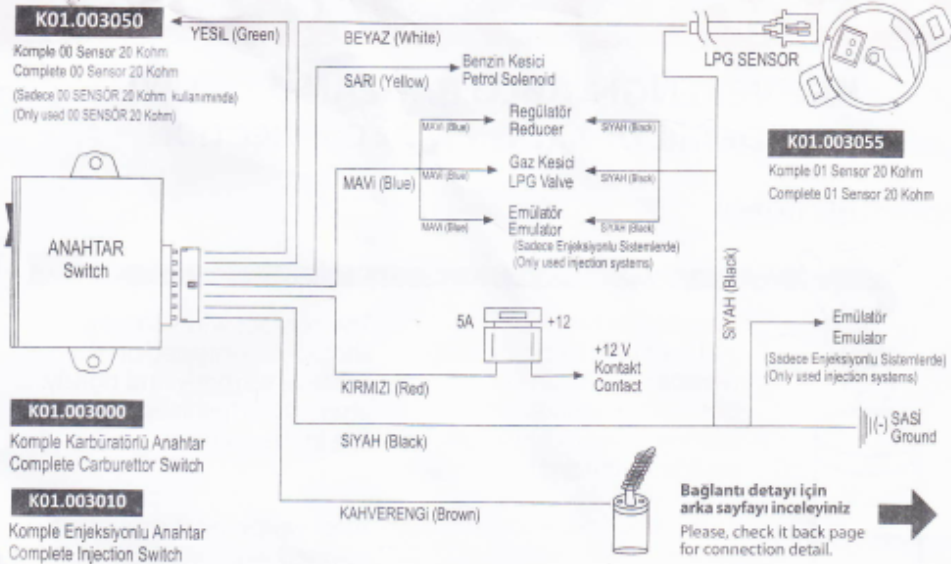 K01.003050
Komple 00 Sensor 20 Kohm
Complete 00 Sensor 20 Kohm
(Sadece 00 SENSÖR 20 Kohm kullanımında)
(Only used 00 SENSÖR 20 Kohm)
YEŞiL (Green)
BEYAZ (White)
SARI (Yellow)
Benzin Kesici
Petrol Solenoid
LPG SENSOR
K01.003055
Komple 01 Sensor 20 Kohm
Complete 01 Sensor 20 Kohm
MAVi (Blue)
Regülatör
Reducer
SiYAH (Black)
MAVi (Blue)
MAVi (Blue)
Gaz Kesici
LPG Valve
SiYAH (Black)
MAVi (Blue)
Emülatör
Emulator
SiYAH (Black)
(Sadece Enjeksiyonlu Sistemlerde)
(Only used injection systems)
ANAHTAR
Switch
SiYAH (Black)
5A
+12
+12 V
Kontakt
Contact
KIRMIZI (Red)
Emülatör
Emulator
(Sadece Enjeksiyonlu Sistemlerde)
(Only used injection systems)
SiYAH (Black)
(-) ŞASİ
Ground
K01.003000
Komple Karbüratörlü Anahtar
Complete Carburettor Switch
K01.003010
Komple Enjeksiyonlu Anahtar
Complete Injection Switch
KAHVERENGi (Brown)
Bağlantı detayı için
arka sayfayı inceleyiniz
Please, check it back page
for connection detail.